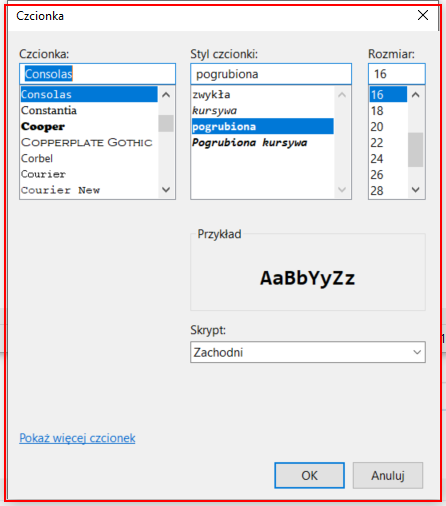 Czcionka
Czcionka:
Consolas
Consolas
Constantia
Cooper
COPPERPLATE GOTHIC
Corbel
Courier
Courier New
Styl czcionki:
pogrubiona
zwykła
kursywa
pogrubiona
Pogrubiona kursywa
Rozmiar:
16
16
18
20
22
24
26
28
Przykład
AaBbYyZz
Skrypt:
Zachodni
Pokaż więcej czcionek
OK
Anuluj